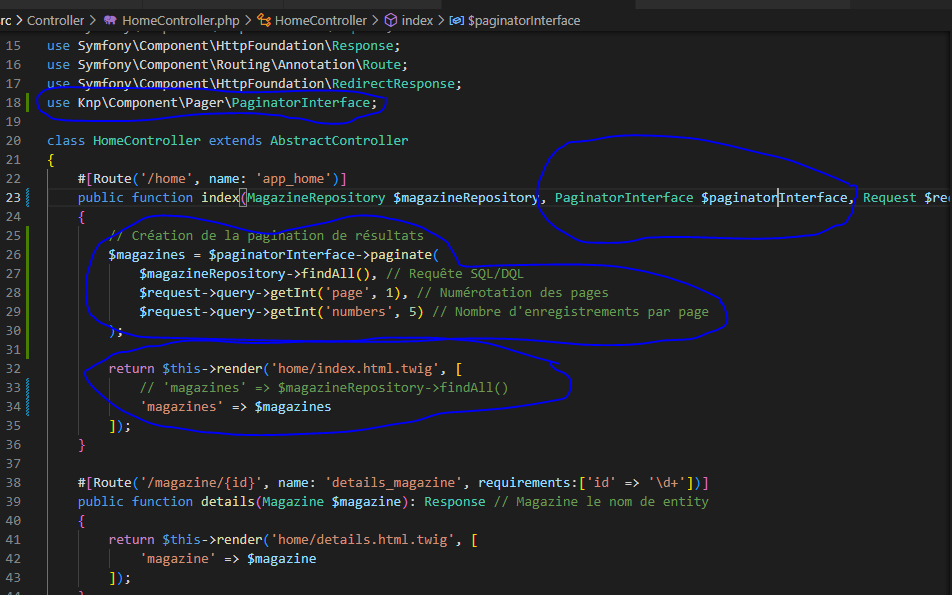 rc > Controller > HomeController.php > HomeController > index > $paginatorInterface
15 use Symfony\Component\HttpFoundation\Response;
16 use Symfony\Component\Routing\Annotation\Route;
17 use Symfony\Component\HttpFoundation\RedirectResponse;
18 use Knp\Component\Pager\PaginatorInterface;
19
20 class HomeController extends AbstractController
21 {
22 #[Route('/home', name: 'app_home')]
23 public function index(MagazineRepository $magazineRepository, PaginatorInterface $paginatorInterface, Request $re
24 {
25 // Création de la pagination de résultats
26 $magazines = $paginatorInterface->paginate(
27 $magazineRepository->findAll(), // Requête SQL/DQL
28 $request->query->getInt('page', 1), // Numérotation des pages
29 $request->query->getInt('numbers', 5) // Nombre d'enregistrements par page
30 );
31
32 return $this->render('home/index.html.twig', [
33 // 'magazines' => $magazineRepository->findAll()
34 'magazines' => $magazines
35 ]);
36 }
37
38 #[Route('/magazine/{id}', name: 'details_magazine', requirements:['id' => '\d+'])]
39 public function details(Magazine $magazine): Response // Magazine le nom de entity
40 {
41 return $this->render('home/details.html.twig', [
42 'magazine' => $magazine
43 ]);